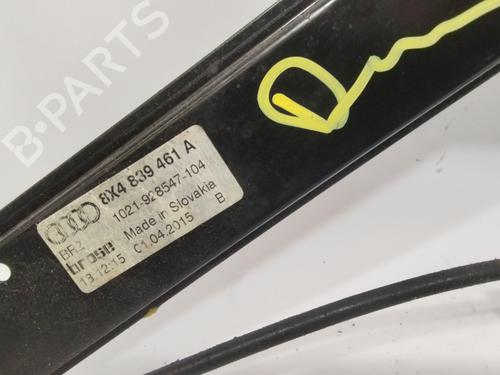 B-PARTS
8X4 839 461 A
1021-928547-104
BR2
Made in Slovakia
brose
13:12:15 01.04.2015 B